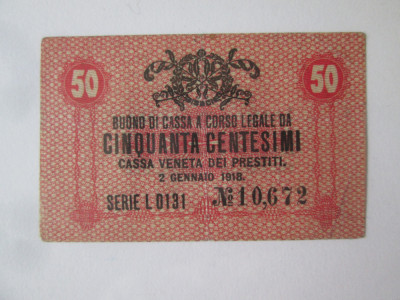 50 50
BUONO DI CASSA A CORSO LEGALE DA
CINQUANTA CENTESIMI
CASSA VENETA DEI PRESTITI.
2 GENNAIO 1918.
SERIE L 0131 № 10,672